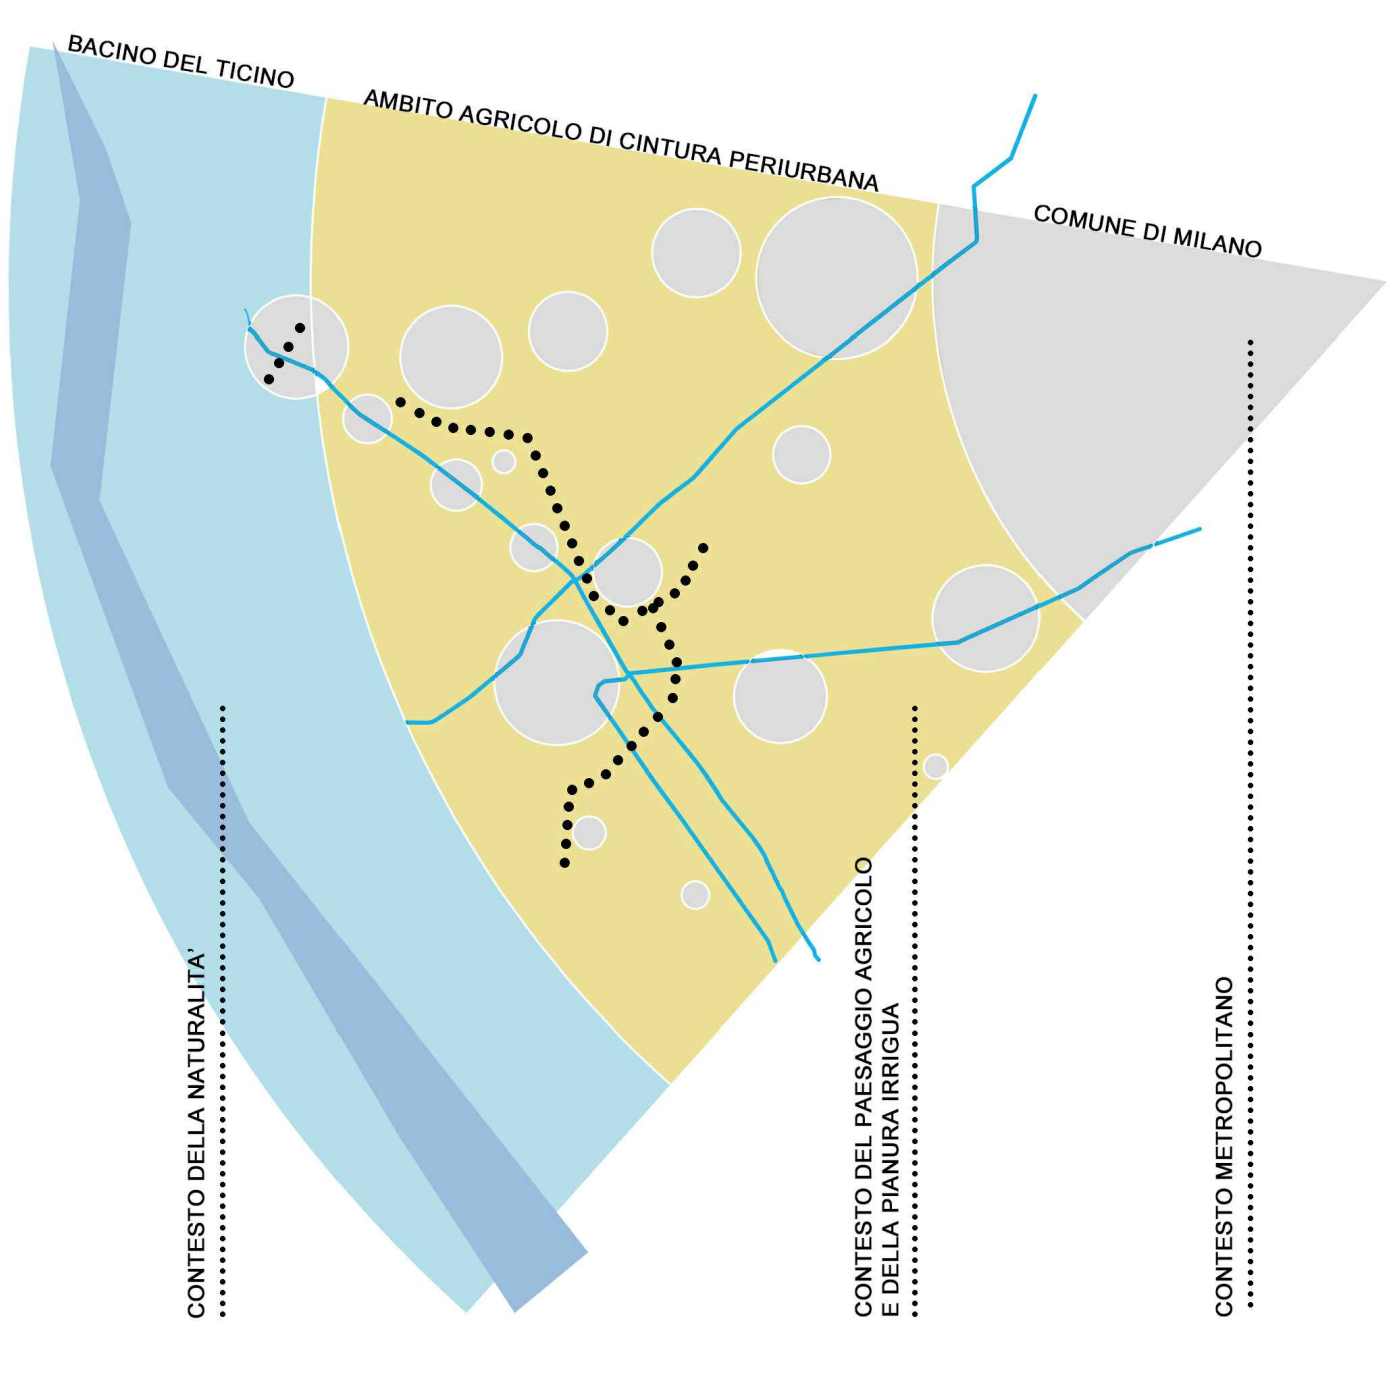 BACINO DEL TICINO
AMBITO AGRICOLO DI CINTURA PERIURBANA
COMUNE DI MILANO
CONTESTO DELLA NATURALITA'
CONTESTO DEL PAESAGGIO AGRICOLO
E DELLA PIANURA IRRIGUA
CONTESTO METROPOLITANO